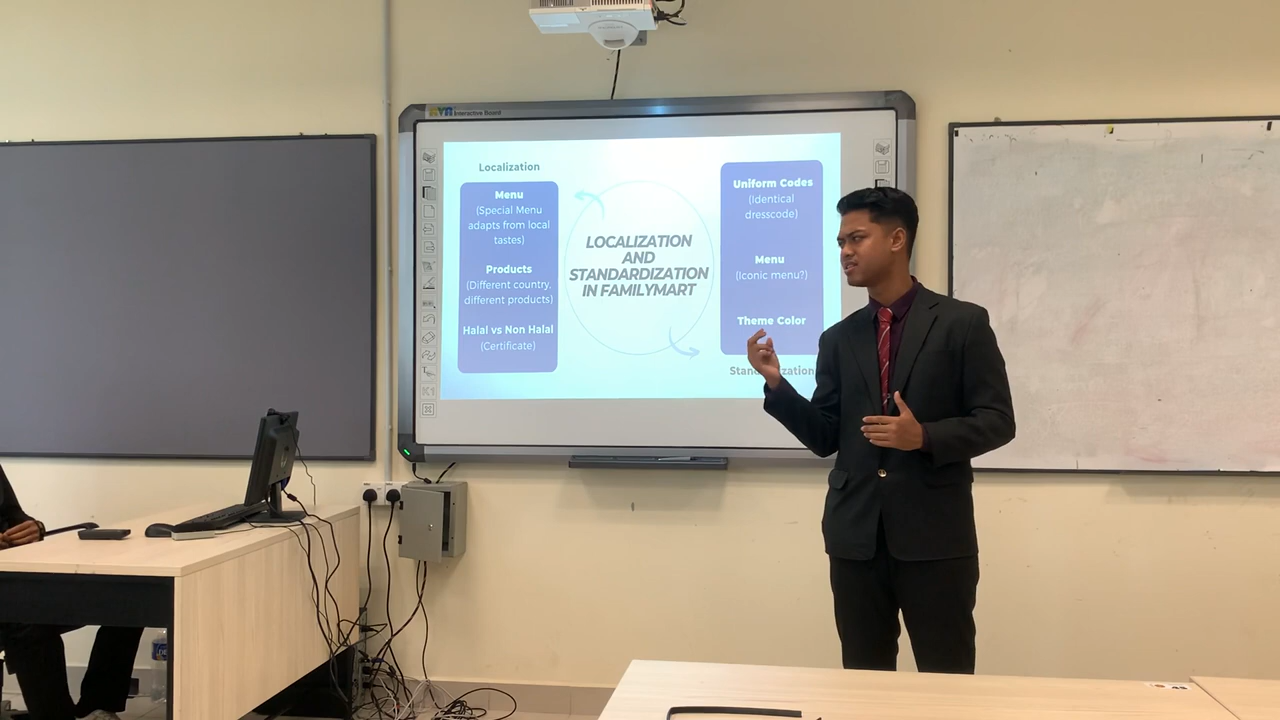 Interactive Board
Localization
Menu
(Special Menu
adapts from local
tastes)
Products
(Different country,
different products)
Halal vs Non Halal
(Certificate)
LOCALIZATION
AND
STANDARDIZATION
IN FAMILYMART
Uniform Codes
(Identical
dresscode)
Menu
(Iconic menu?)
Theme Color
Standardization